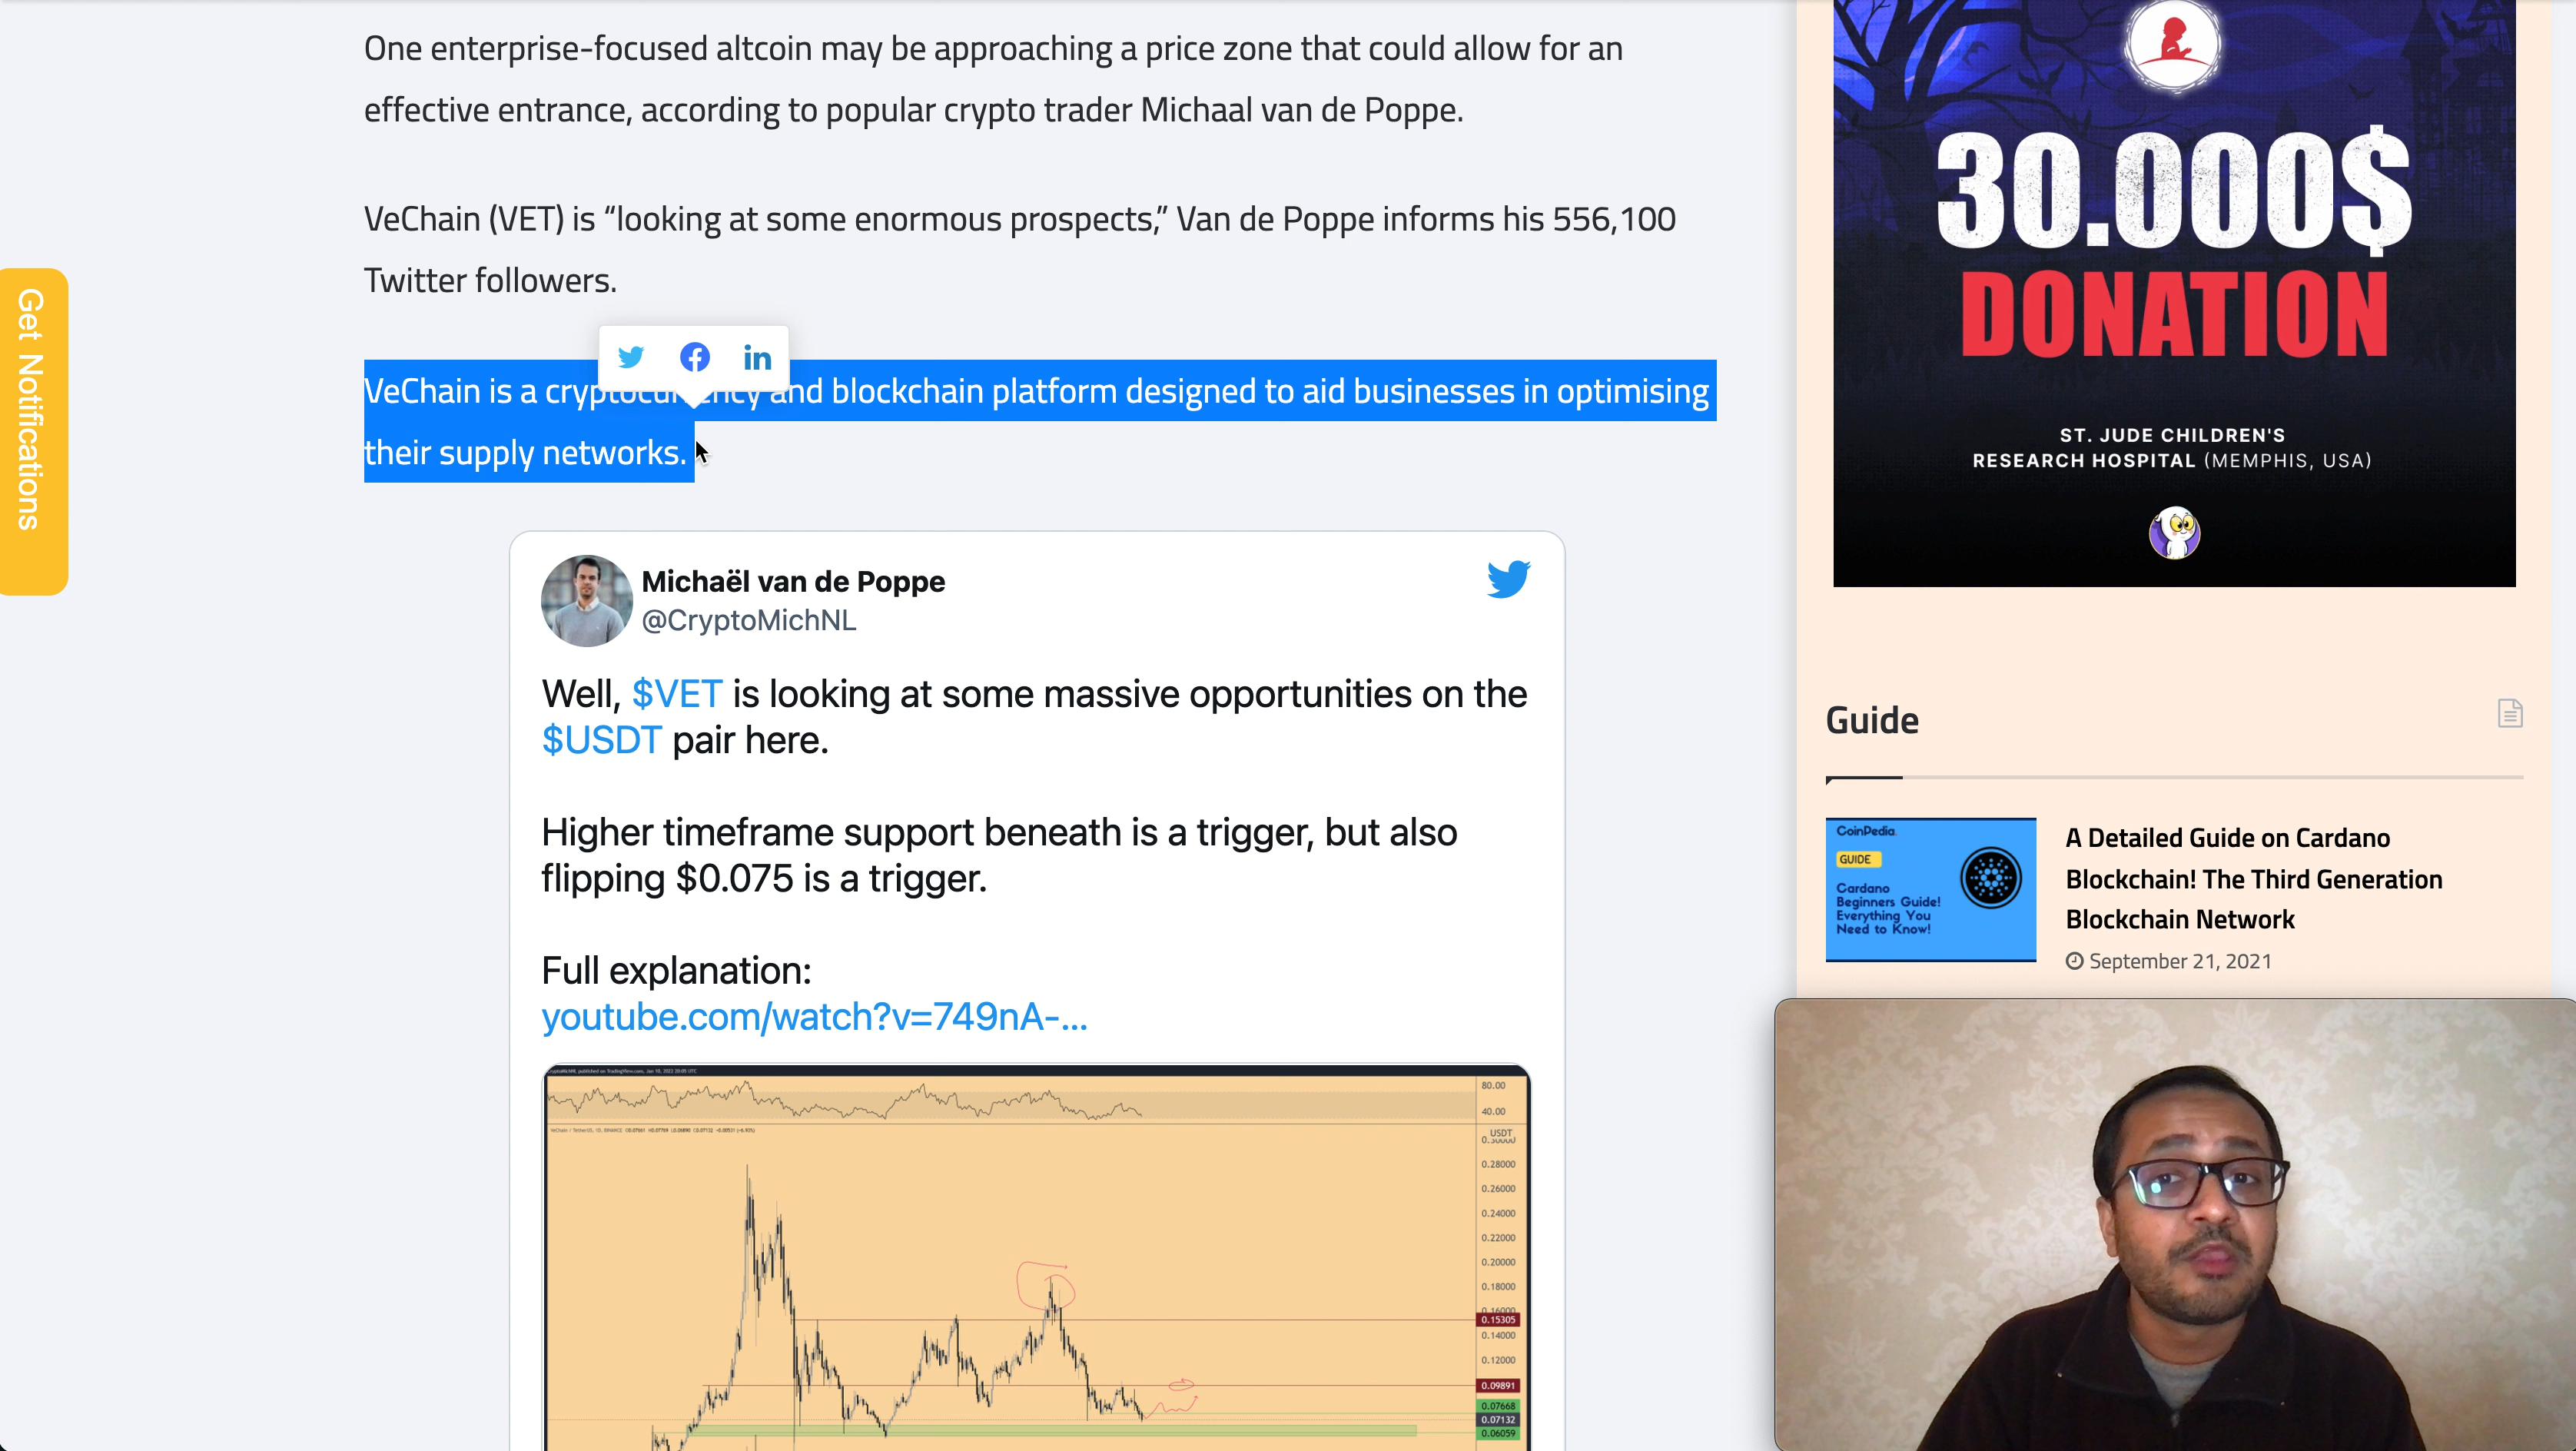 One enterprise-focused altcoin may be approaching a price zone that could allow for an
effective entrance, according to popular crypto trader Michaal van de Poppe.
VeChain (VET) is “looking at some enormous prospects,” Van de Poppe informs his 556,100
Twitter followers.
VeChain is a cryptocurrency and blockchain platform designed to aid businesses in optimising
their supply networks.
Get Notifications
Michaël van de Poppe
@CryptoMichNL
Well, $VET is looking at some massive opportunities on the
$USDT pair here.
Higher timeframe support beneath is a trigger, but also
flipping $0.075 is a trigger.
Full explanation:
youtube.com/watch?v=749nA-...
80.00
40.00
USDT
0.28000
0.26000
0.24000
0.22000
0.20000
0.18000
0.16000
0.15305
0.14000
0.12000
0.09891
0.07668
0.07132
0.06059
30.000$
DONATION
ST. JUDE CHILDREN'S
RESEARCH HOSPITAL (MEMPHIS, USA)
Guide
CoinPedia
GUIDE
Cardano
Beginners Guide!
Everything You
Need to Know!
A Detailed Guide on Cardano
Blockchain! The Third Generation
Blockchain Network
September 21, 2021